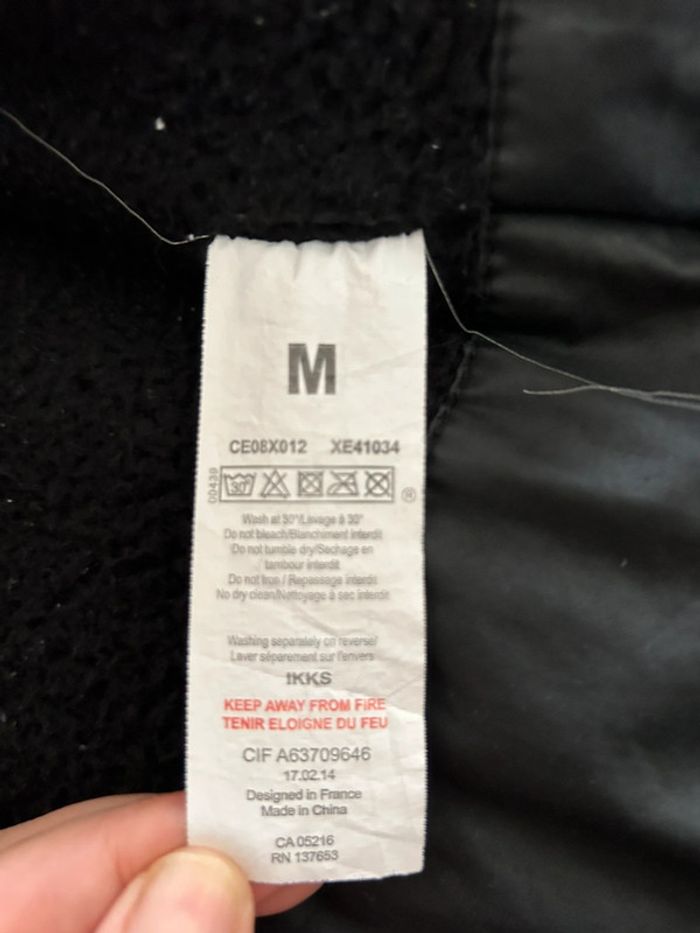 M
CE08X012 XE41034
00439
30°
®
Wash at 30°/Lavage à 30°
Do not bleach/Blanchiment interdit
Do not tumble dry/Sechage en
tambour interdit
Do not Iron / Repassage interdit
No dry clean/Nettoyage à sec interdit
Washing separately on reverse/
Laver séparement sur l'envers
IKKS
KEEP AWAY FROM FIRE
TENIR ELOIGNE DU FEU
CIF A63709646
17.02.14
Designed in France
Made in China
CA 05216
RN 137653